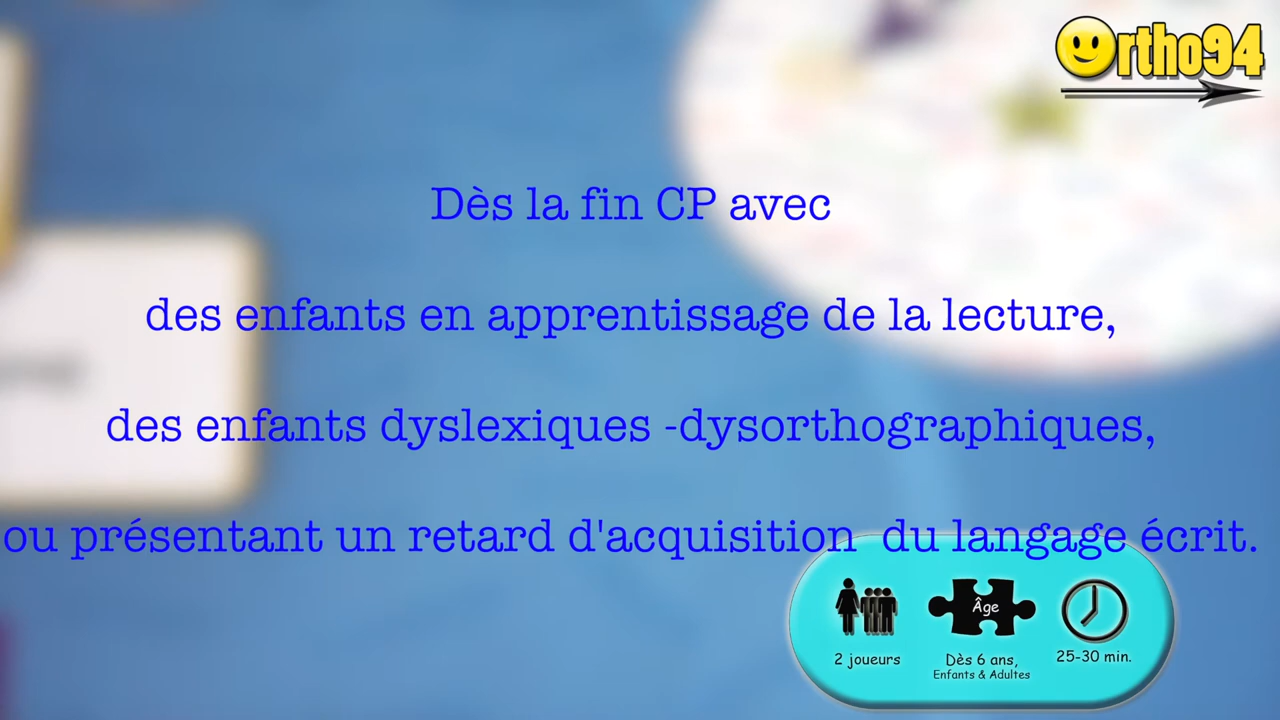 Ortho94
Dès la fin CP avec
des enfants en apprentissage de la lecture,
des enfants dyslexiques -dysorthographiques,
ou présentant un retard d'acquisition  du langage écrit.
Âge
2 joueurs
Dès 6 ans,
Enfants & Adultes
25-30 min.